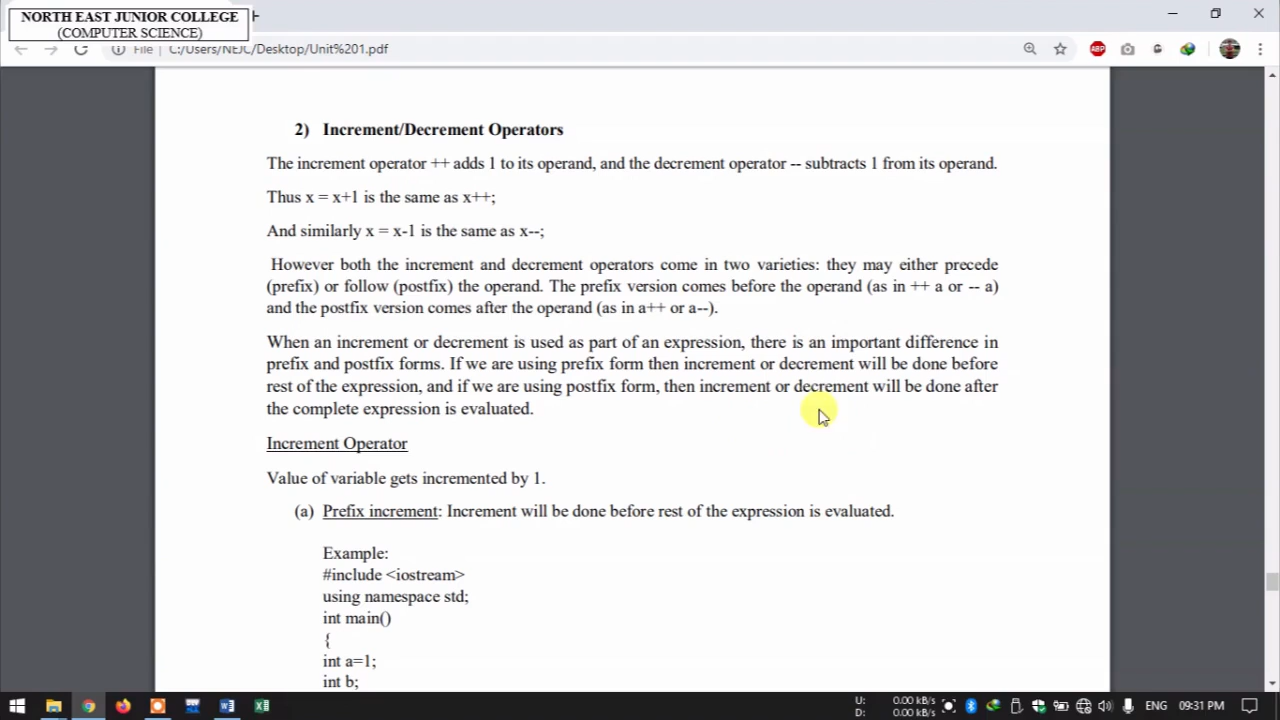 NORTH EAST JUNIOR COLLEGE
(COMPUTER SCIENCE)
File | C:/Users/NEJC/Desktop/Unit%201.pdf
ABP
2) Increment/Decrement Operators
The increment operator ++ adds 1 to its operand, and the decrement operator -- subtracts 1 from its operand.
Thus x = x+1 is the same as x++;
And similarly x = x-1 is the same as x--;
However both the increment and decrement operators come in two varieties: they may either precede
(prefix) or follow (postfix) the operand. The prefix version comes before the operand (as in ++ a or -- a)
and the postfix version comes after the operand (as in a++ or a--).
When an increment or decrement is used as part of an expression, there is an important difference in
prefix and postfix forms. If we are using prefix form then increment or decrement will be done before
rest of the expression, and if we are using postfix form, then increment or decrement will be done after
the complete expression is evaluated.
Increment Operator
Value of variable gets incremented by 1.
(a) Prefix increment: Increment will be done before rest of the expression is evaluated.
Example:
#include <iostream>
using namespace std;
int main()
{
int a=1;
int b;
U: 0.00 kB/s
D: 0.00 kB/s
ENG 09:31 PM